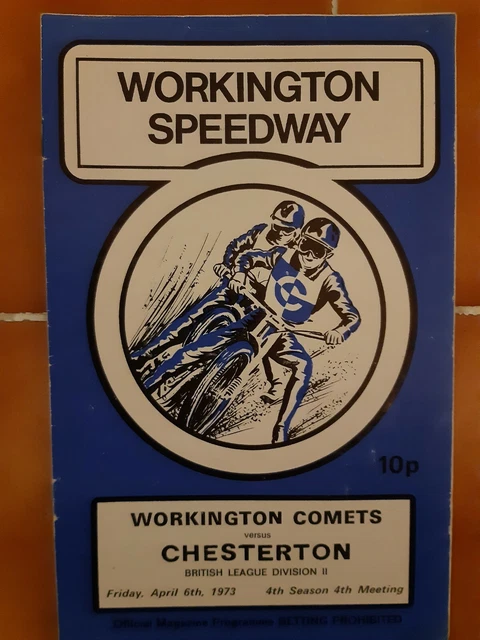 WORKINGTON
SPEEDWAY
10p
WORKINGTON COMETS
versus
CHESTERTON
BRITISH LEAGUE DIVISION II
Friday, April 6th, 1973 4th Season 4th Meeting
Official Magazine Programme BETTING PROHIBITED